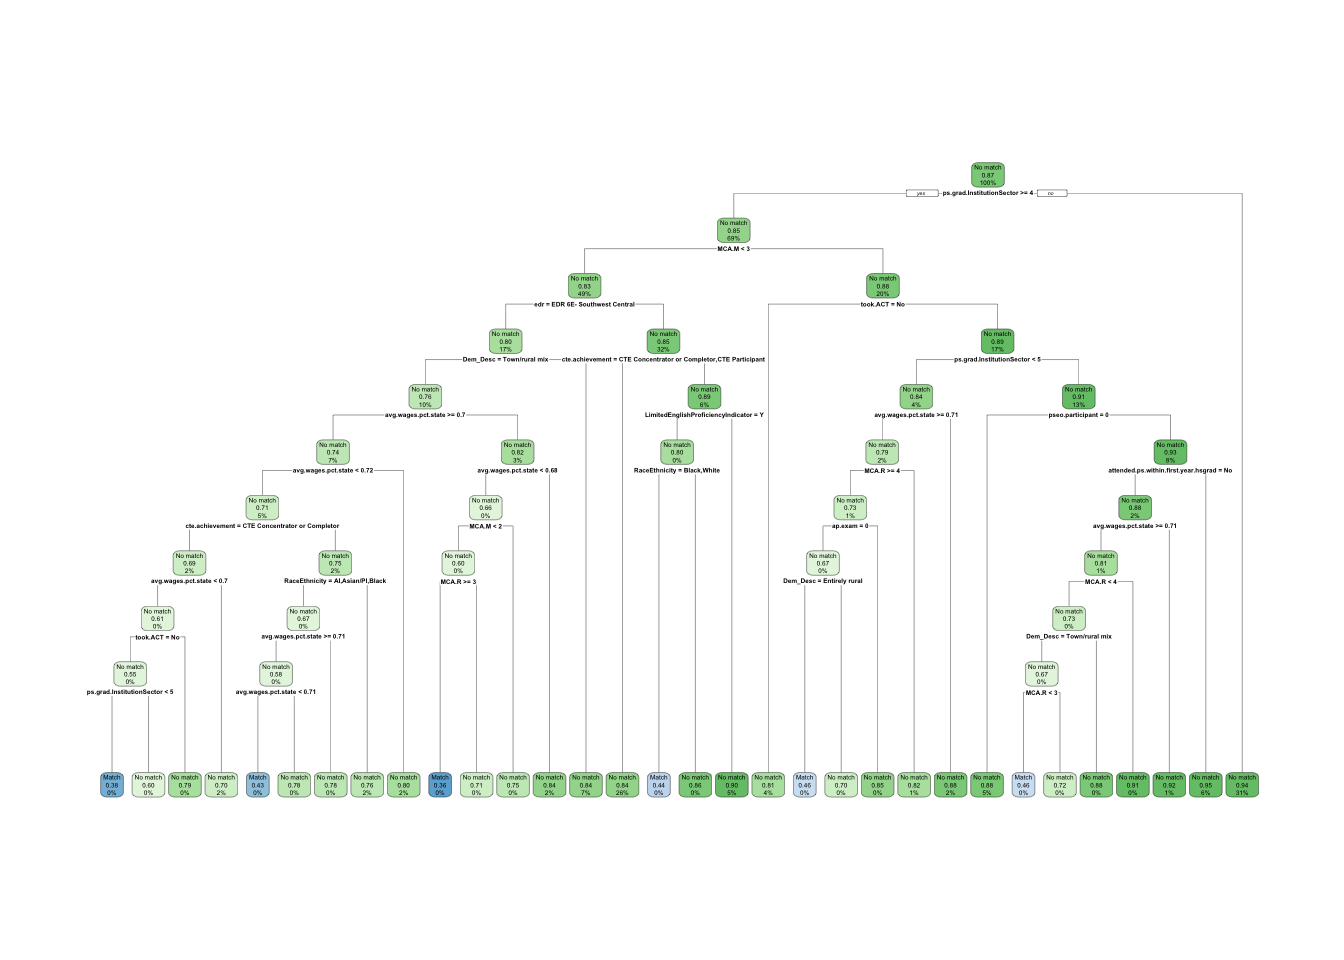 No match
0.87
100%
yes
ps.grad.InstitutionSector >= 4
no
No match
0.85
69%
MCA.M < 3
No match
0.83
49%
No match
0.88
20%
edr = EDR 6E- Southwest Central
took.ACT = No
No match
0.80
17%
No match
0.85
32%
No match
0.89
17%
Dem_Desc = Town/rural mix
cte.achievement = CTE Concentrator or Completor,CTE Participant
ps.grad.InstitutionSector < 5
No match
0.76
10%
No match
0.89
6%
No match
0.84
4%
No match
0.91
13%
avg.wages.pct.state >= 0.7
LimitedEnglishProficiencyIndicator = Y
avg.wages.pct.state >= 0.71
pseo.participant = 0
No match
0.74
7%
No match
0.82
3%
No match
0.80
0%
No match
0.79
2%
No match
0.93
8%
avg.wages.pct.state < 0.72
avg.wages.pct.state < 0.68
RaceEthnicity = Black,White
MCA.R >= 4
attended.ps.within.first.year.hsgrad = No
No match
0.71
5%
No match
0.66
0%
No match
0.73
1%
No match
0.88
2%
cte.achievement = CTE Concentrator or Completor
MCA.M < 2
ap.exam = 0
avg.wages.pct.state >= 0.71
No match
0.69
2%
No match
0.75
2%
No match
0.60
0%
No match
0.67
0%
No match
0.81
1%
avg.wages.pct.state < 0.7
RaceEthnicity = AI,Asian/PI,Black
MCA.R >= 3
Dem_Desc = Entirely rural
MCA.R < 4
No match
0.61
0%
No match
0.67
0%
No match
0.73
0%
took.ACT = No
avg.wages.pct.state >= 0.71
Dem_Desc = Town/rural mix
No match
0.55
0%
No match
0.58
0%
No match
0.67
0%
ps.grad.InstitutionSector < 5
avg.wages.pct.state < 0.71
MCA.R < 3
Match
0.38
0%
No match
0.60
0%
No match
0.79
0%
No match
0.70
2%
Match
0.43
0%
No match
0.78
0%
No match
0.78
0%
No match
0.76
2%
No match
0.80
2%
Match
0.36
0%
No match
0.71
0%
No match
0.75
0%
No match
0.84
2%
No match
0.84
7%
No match
0.84
26%
Match
0.44
0%
No match
0.86
0%
No match
0.90
5%
No match
0.81
4%
Match
0.46
0%
No match
0.70
0%
No match
0.85
0%
No match
0.82
1%
No match
0.88
2%
No match
0.88
5%
Match
0.46
0%
No match
0.72
0%
No match
0.88
0%
No match
0.91
0%
No match
0.92
1%
No match
0.95
6%
No match
0.94
31%